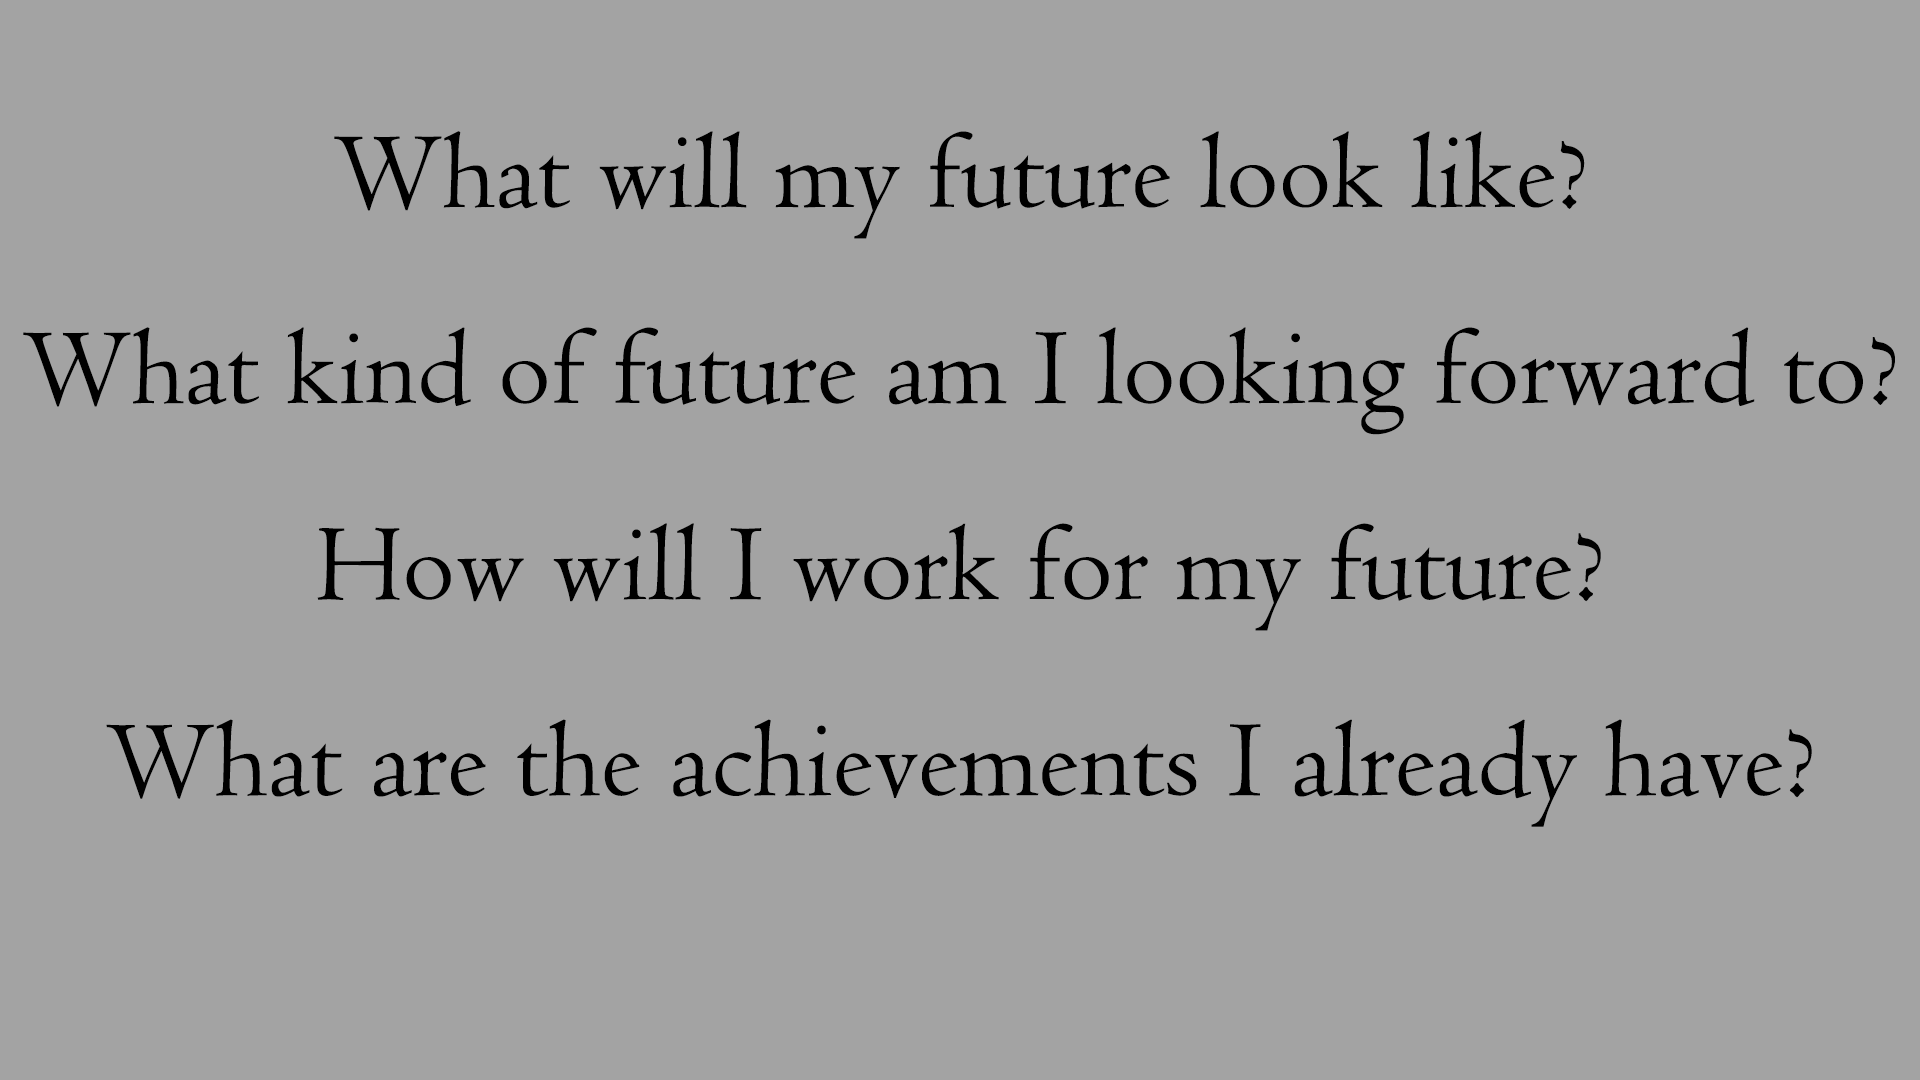 What will my future look like?
What kind of future am I looking forward to?
How will I work for my future?
What are the achievements I already have?